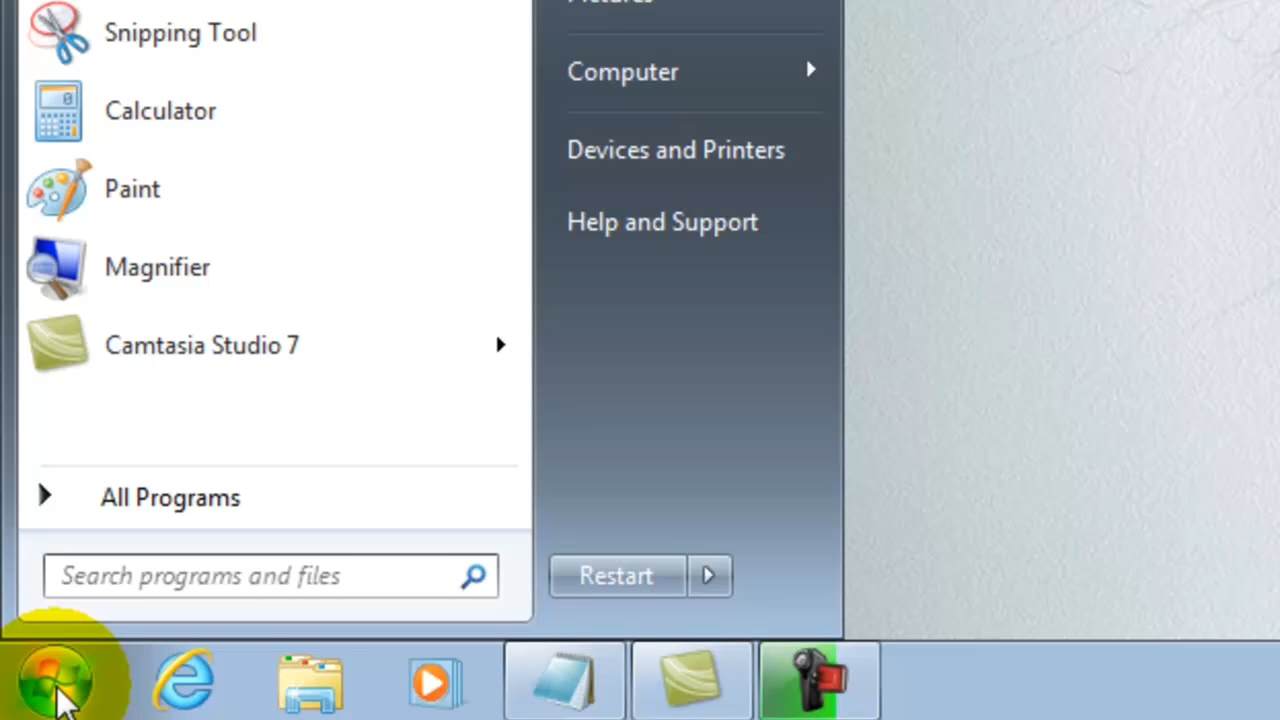 Snipping Tool
Calculator
Paint
Magnifier
Camtasia Studio 7
All Programs
Search programs and files
Pictures
Computer
Devices and Printers
Help and Support
Restart